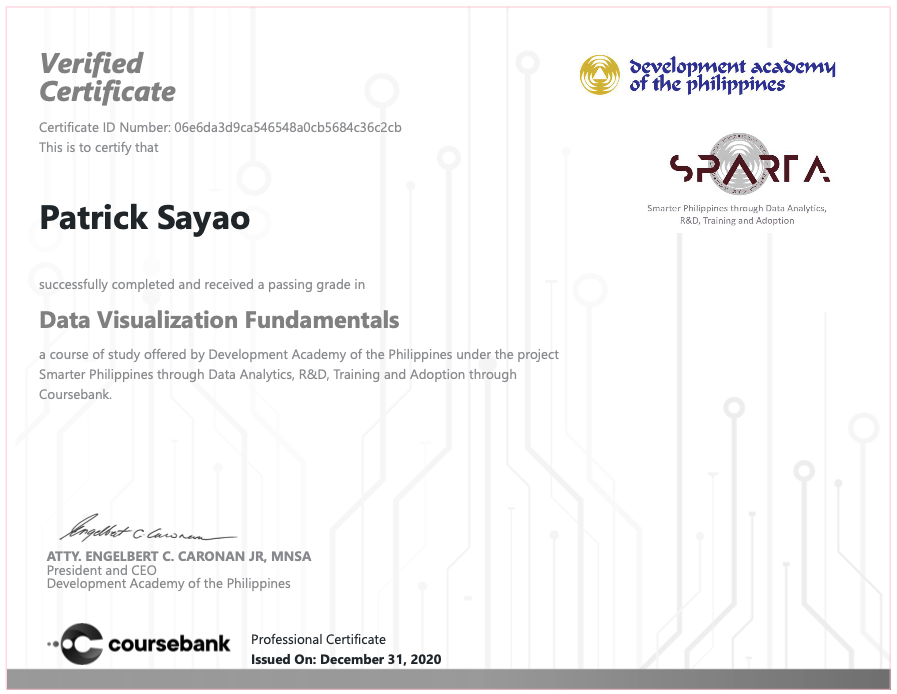 Verified
Certificate
Certificate ID Number: 06e6da3d9ca546548a0cb5684c36c2cb
This is to certify that
Patrick Sayao
successfully completed and received a passing grade in
Data Visualization Fundamentals
a course of study offered by Development Academy of the Philippines under the project
Smarter Philippines through Data Analytics, R&D, Training and Adoption through
Coursebank.
development academy
of the philippines
SPARTA
Smarter Philippines through Data Analytics,
R&D, Training and Adoption
Engelbert C Caronan
ATTY. ENGELBERT C. CARONAN JR, MNSA
President and CEO
Development Academy of the Philippines
coursebank
Professional Certificate
Issued On: December 31, 2020